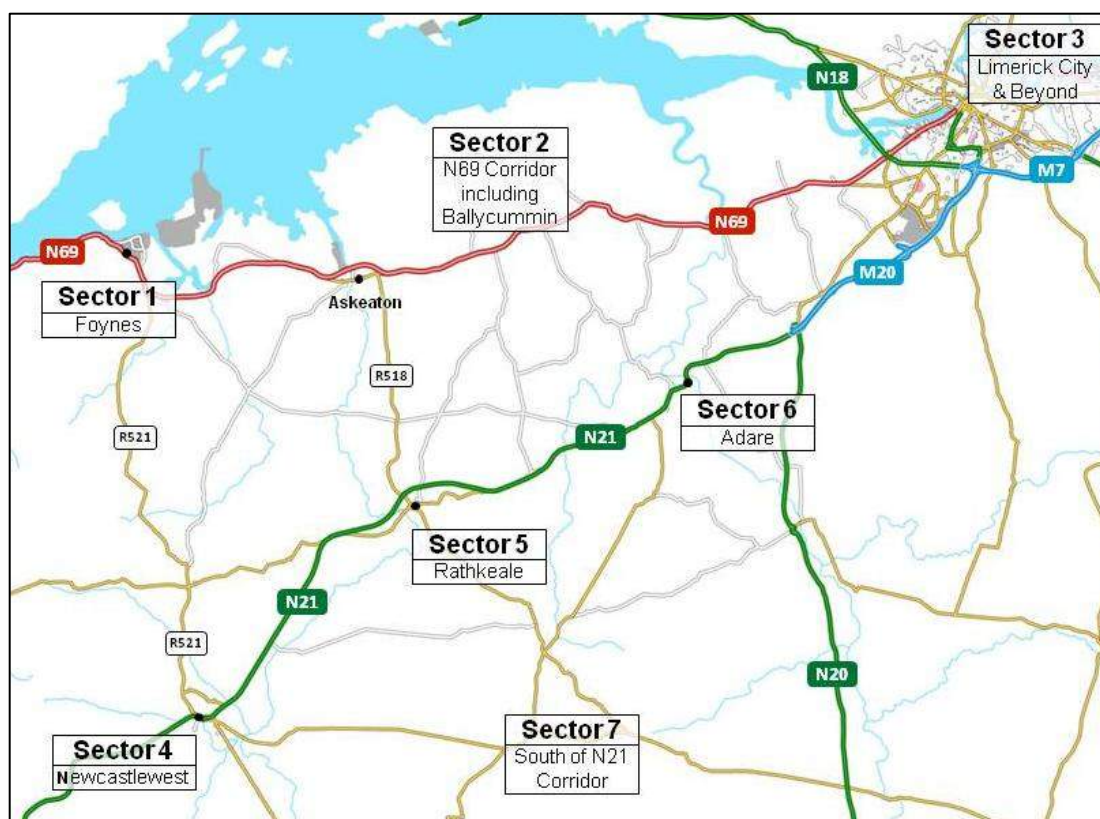 Sector 3
Limerick City
& Beyond
N18
Sector 2
N69 Corridor
including
Ballycummin
M7
N69
N69
M20
Sector 1
Foynes
Askeaton
R518
Sector 6
Adare
R521
N21
Sector 5
Rathkeale
N21
R521
N20
Sector 7
South of N21
Corridor
Sector 4
Newcastlewest